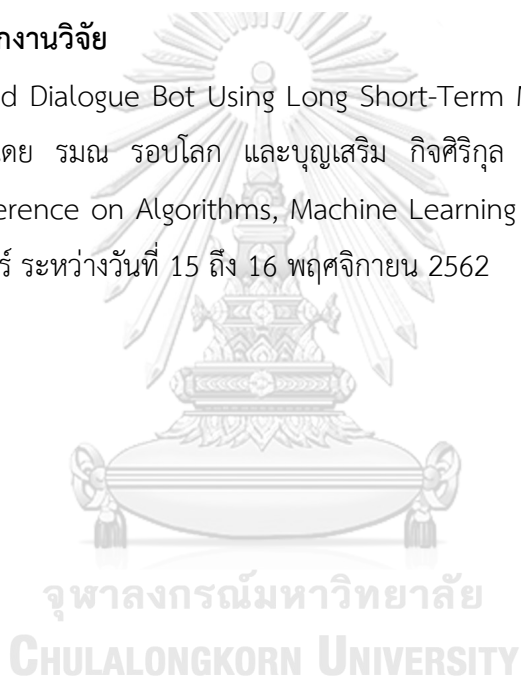 กงานวิจัย
d Dialogue Bot Using Long Short-Term M
ดย รมณ รอบโลก และบุญเสริม กิจศิริกุล
erence on Algorithms, Machine Learning
ร์ ระหว่างวันที่ 15 ถึง 16 พฤศจิกายน 2562
จุฬาลงกรณ์มหาวิทยาลัย
CHULALONGKORN UNIVERSITY